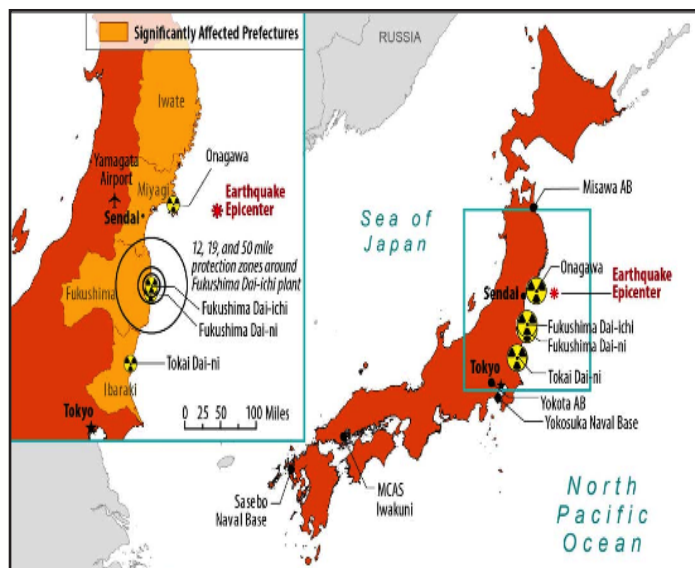 Significantly Affected Prefectures
Iwate
Yamagata
Airport
Onagawa
Miyagi
Sendai
Earthquake
Epicenter
12, 19, and 50 mile
protection zones around
Fukushima Dai-ichi plant
Fukushima
Fukushima Dai-ichi
Fukushima Dai-ni
Tokai Dai-ni
Ibaraki
Tokyo
0 25 50 100 Miles
RUSSIA
Misawa AB
Sea of
Japan
Onagawa
Earthquake
Epicenter
Sendai
Fukushima Dai-ichi
Fukushima Dai-ni
Tokyo
Tokai Dai-ni
Yokota AB
Yokosuka Naval Base
MCAS
Iwakuni
Sasebo
Naval Base
North
Pacific
Ocean